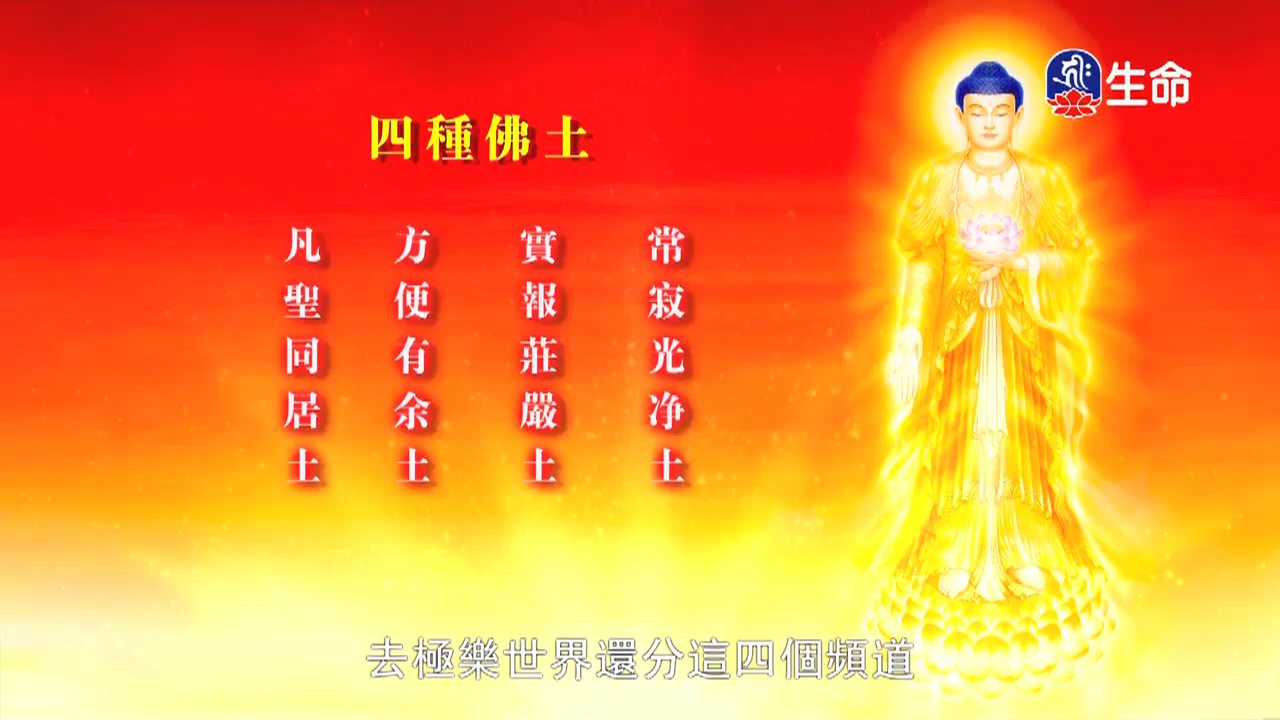 生命
四種佛土
凡聖同居土
方便有余土
實報莊嚴土
常寂光净土
去極樂世界還分這四個頻道